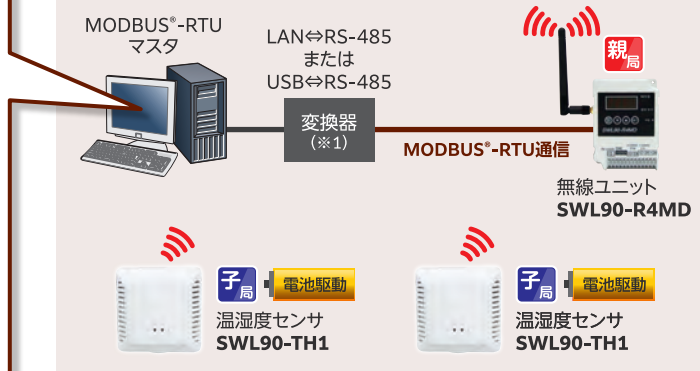 MODBUS®-RTU
マスタ
LAN⇔RS-485
または
USB⇔RS-485
変換器
(※1)
MODBUS®-RTU通信
親局
無線ユニット
SWL90-R4MD
子局
電池駆動
温湿度センサ
SWL90-TH1
子局
電池駆動
温湿度センサ
SWL90-TH1